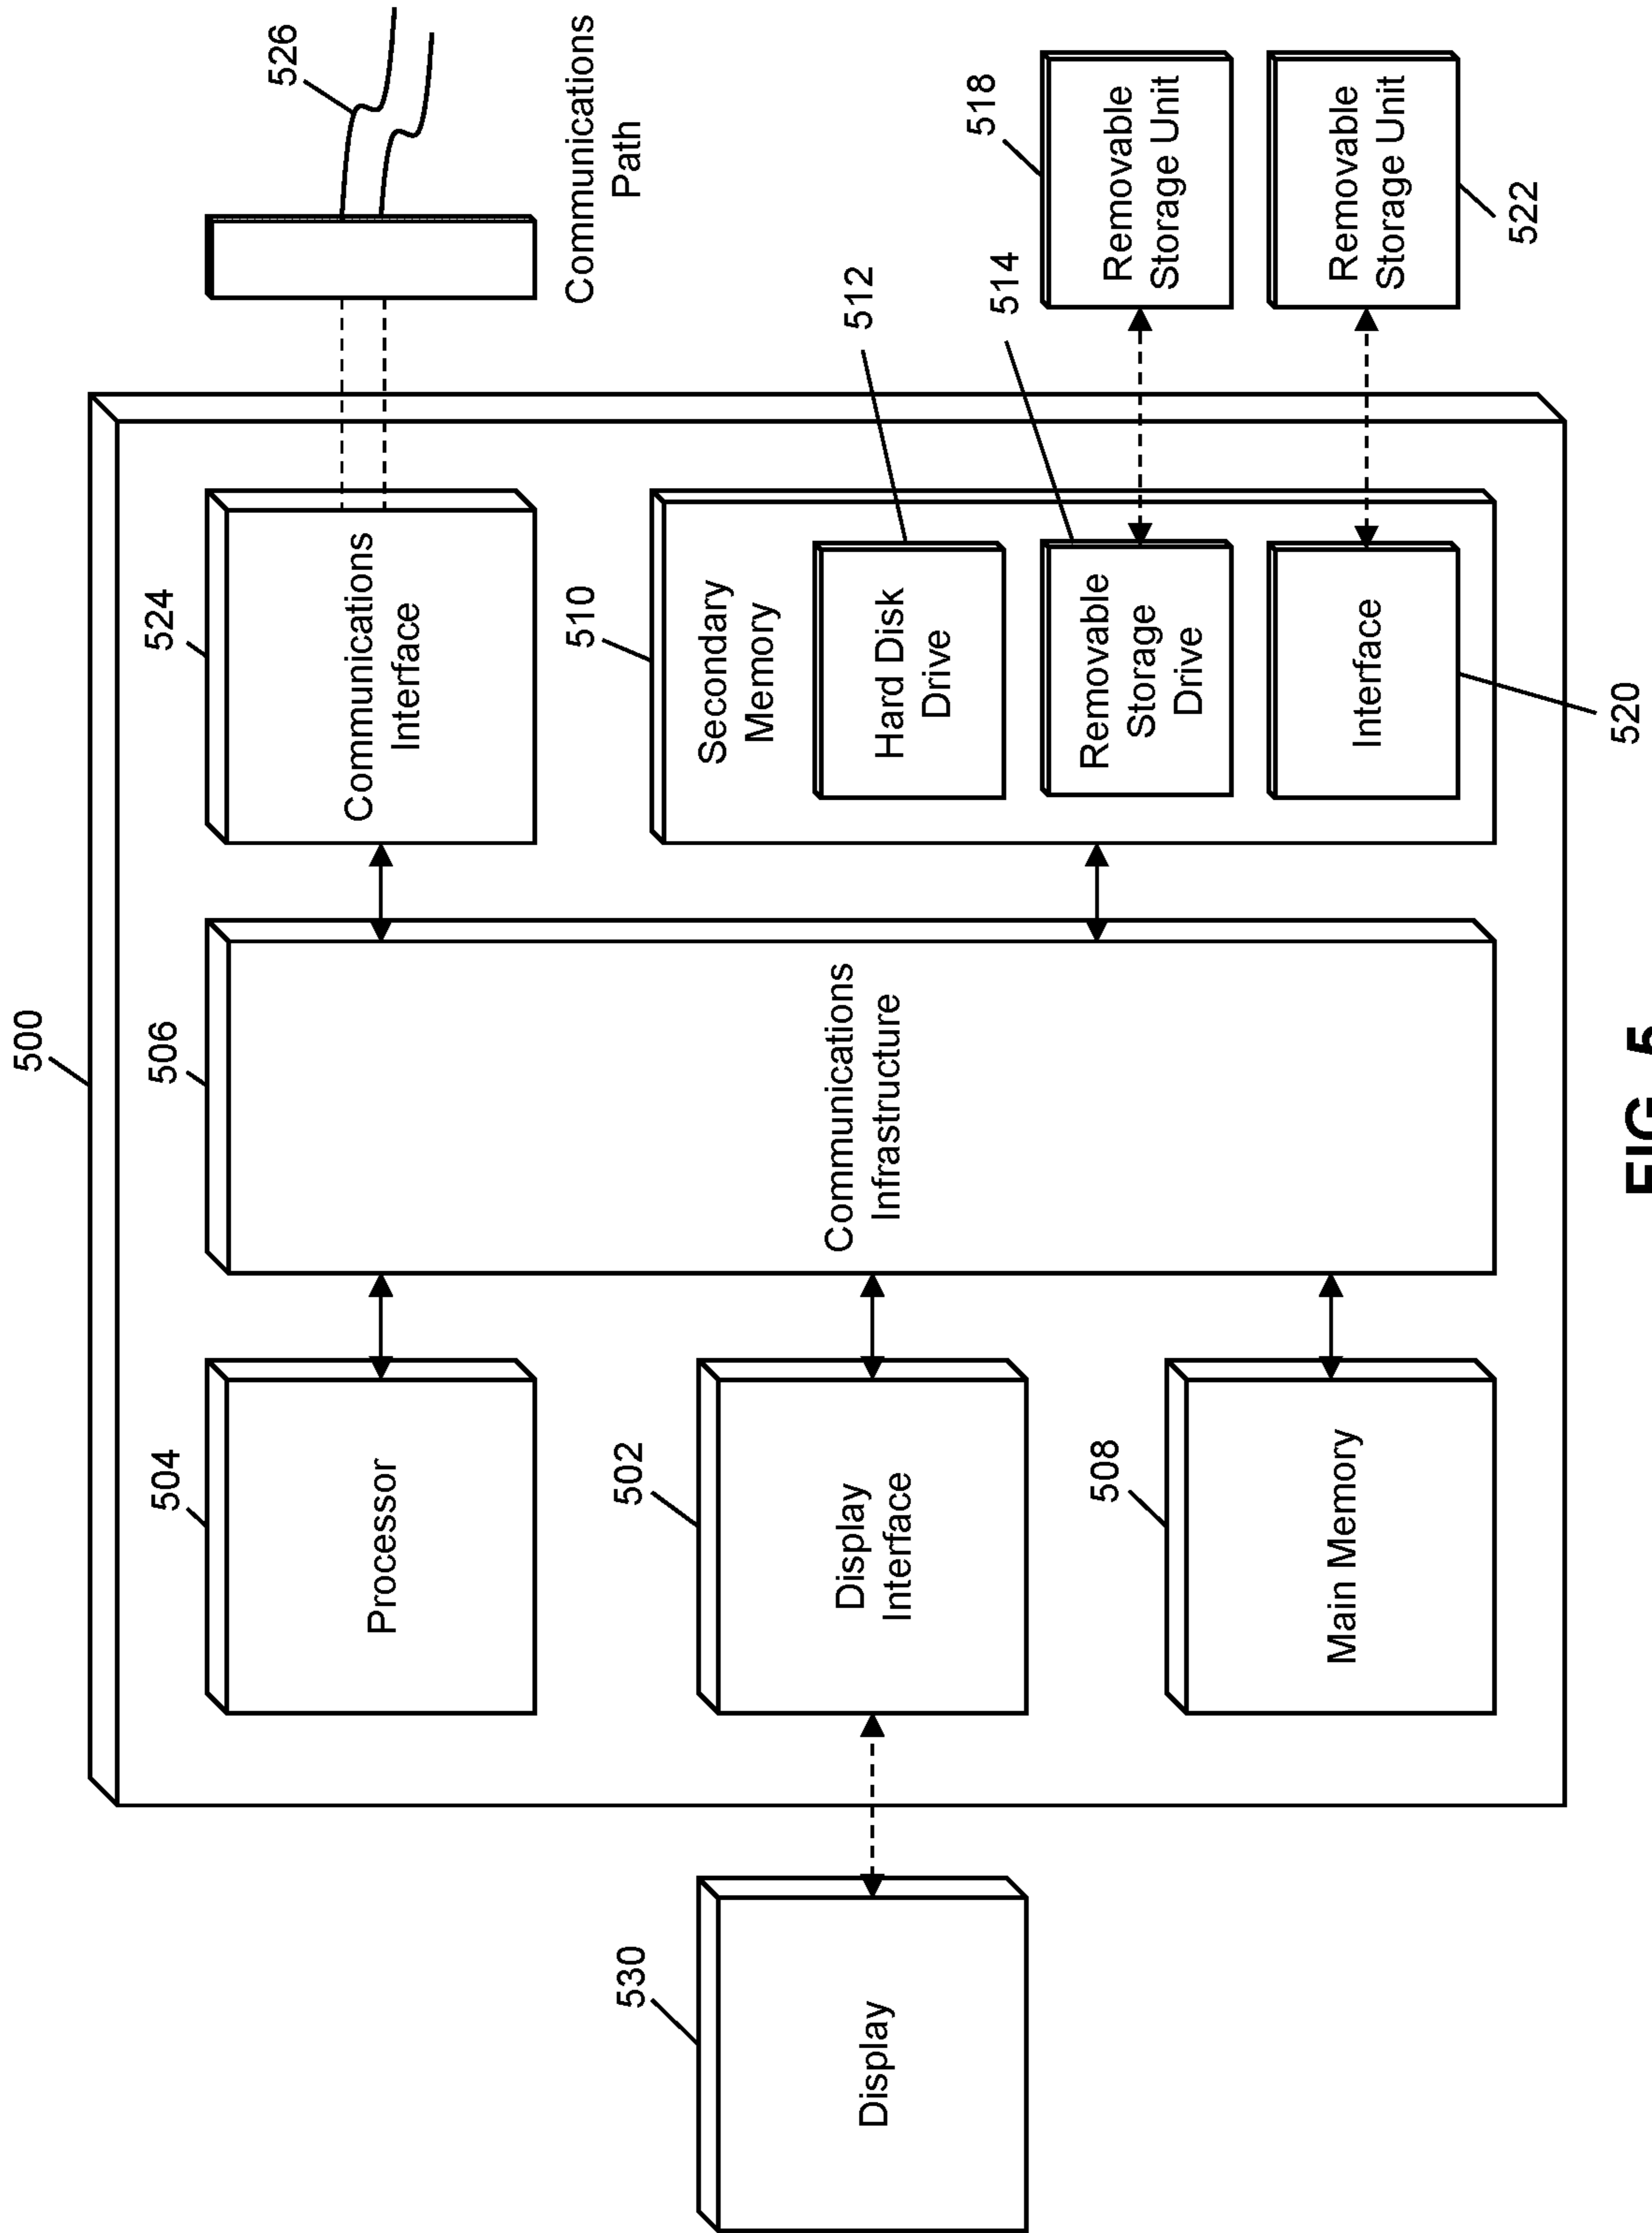 500
530
Display
504
Processor
502
Display
Interface
508
Main Memory
506
Communications
Infrastructure
524
Communications
Interface
510
Secondary
Memory
512
Hard Disk
Drive
514
Removable
Storage
Drive
Interface
520
526
Communications
Path
518
Removable
Storage Unit
Removable
Storage Unit
522
FIG. 5